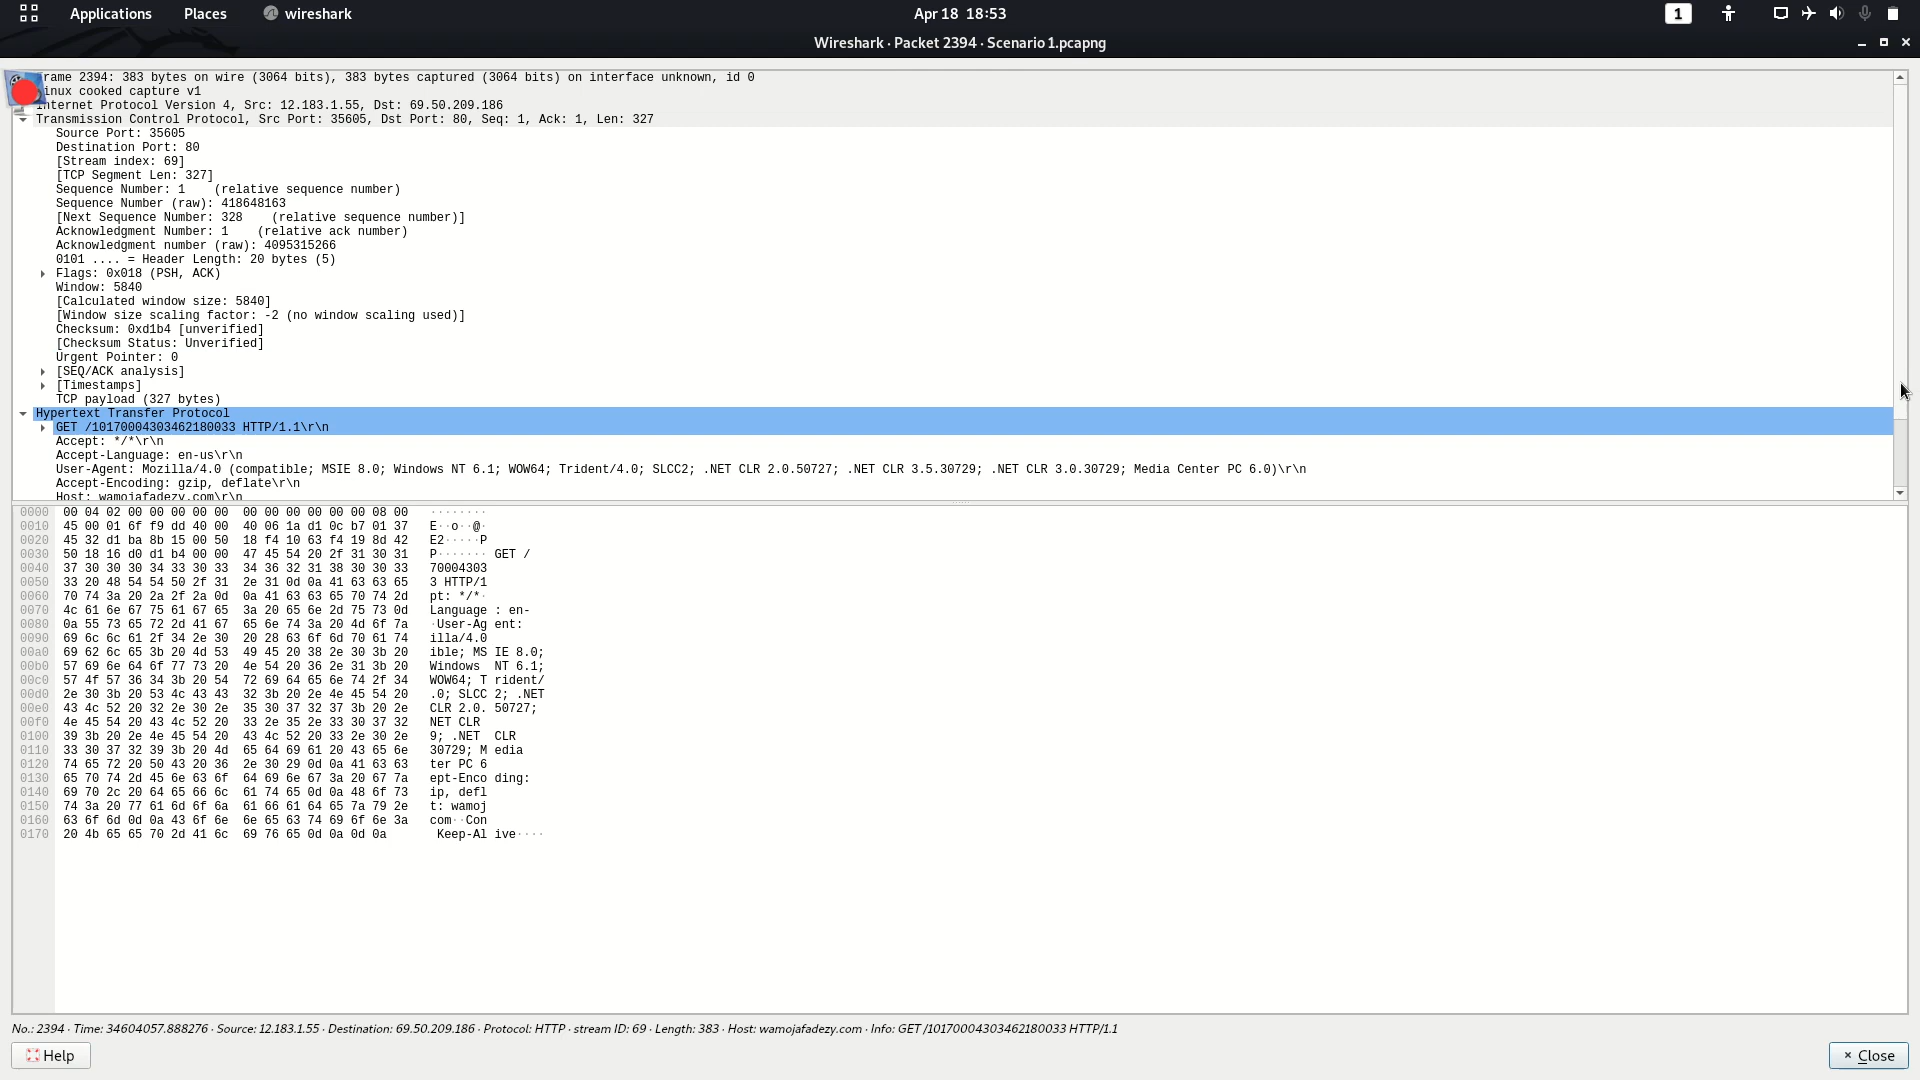 Applications Places wireshark Apr 18 18:53 1
Wireshark · Packet 2394 · Scenario 1.pcapng
rame 2394: 383 bytes on wire (3064 bits), 383 bytes captured (3064 bits) on interface unknown, id 0
inux cooked capture v1
Internet Protocol Version 4, Src: 12.183.1.55, Dst: 69.50.209.186
Transmission Control Protocol, Src Port: 35605, Dst Port: 80, Seq: 1, Ack: 1, Len: 327
Source Port: 35605
Destination Port: 80
[Stream index: 69]
[TCP Segment Len: 327]
Sequence Number: 1    (relative sequence number)
Sequence Number (raw): 418648163
[Next Sequence Number: 328    (relative sequence number)]
Acknowledgment Number: 1    (relative ack number)
Acknowledgment number (raw): 4095315266
0101 .... = Header Length: 20 bytes (5)
Flags: 0x018 (PSH, ACK)
Window: 5840
[Calculated window size: 5840]
[Window size scaling factor: -2 (no window scaling used)]
Checksum: 0xd1b4 [unverified]
[Checksum Status: Unverified]
Urgent Pointer: 0
[SEQ/ACK analysis]
[Timestamps]
TCP payload (327 bytes)
Hypertext Transfer Protocol
GET /10170004303462180033 HTTP/1.1\r\n
Accept: */*\r\n
Accept-Language: en-us\r\n
User-Agent: Mozilla/4.0 (compatible; MSIE 8.0; Windows NT 6.1; WOW64; Trident/4.0; SLCC2; .NET CLR 2.0.50727; .NET CLR 3.5.30729; .NET CLR 3.0.30729; Media Center PC 6.0)\r\n
Accept-Encoding: gzip, deflate\r\n
Host: wamojafadezy.com\r\n
0000 00 04 02 00 00 00 00 00 00 00 00 00 00 00 08 00 ········
0010 45 00 01 6f f9 dd 40 00 40 06 1a d1 0c b7 01 37 E··o··@·
0020 45 32 d1 ba 8b 15 00 50 18 f4 10 63 f4 19 8d 42 E2·····P
0030 50 18 16 d0 d1 b4 00 00 47 45 54 20 2f 31 30 31 P······· GET /
0040 37 30 30 30 34 33 30 33 34 36 32 31 38 30 30 33 70004303
0050 33 20 48 54 54 50 2f 31 2e 31 0d 0a 41 63 63 65 3 HTTP/1
0060 70 74 3a 20 2a 2f 2a 0d 0a 41 63 63 65 70 74 2d pt: */*·
0070 4c 61 6e 67 75 61 67 65 3a 20 65 6e 2d 75 73 0d Language : en-
0080 0a 55 73 65 72 2d 41 67 65 6e 74 3a 20 4d 6f 7a ·User-Ag ent:
0090 69 6c 6c 61 2f 34 2e 30 20 28 63 6f 6d 70 61 74 illa/4.0
00a0 69 62 6c 65 3b 20 4d 53 49 45 20 38 2e 30 3b 20 ible; MS IE 8.0;
00b0 57 69 6e 64 6f 77 73 20 4e 54 20 36 2e 31 3b 20 Windows NT 6.1;
00c0 57 4f 57 36 34 3b 20 54 72 69 64 65 6e 74 2f 34 WOW64; T rident/
00d0 2e 30 3b 20 53 4c 43 43 32 3b 20 2e 4e 45 54 20 .0; SLCC 2; .NET
00e0 43 4c 52 20 32 2e 30 2e 35 30 37 32 37 3b 20 2e CLR 2.0. 50727;
00f0 4e 45 54 20 43 4c 52 20 33 2e 35 2e 33 30 37 32 NET CLR
0100 39 3b 20 2e 4e 45 54 20 43 4c 52 20 33 2e 30 2e 9; .NET CLR
0110 33 30 37 32 39 3b 20 4d 65 64 69 61 20 43 65 6e 30729; M edia
0120 74 65 72 20 50 43 20 36 2e 30 29 0d 0a 41 63 63 ter PC 6
0130 65 70 74 2d 45 6e 63 6f 64 69 6e 67 3a 20 67 7a ept-Enco ding:
0140 69 70 2c 20 64 65 66 6c 61 74 65 0d 0a 48 6f 73 ip, defl
0150 74 3a 20 77 61 6d 6f 6a 61 66 61 64 65 7a 79 2e t: wamoj
0160 63 6f 6d 0d 0a 43 6f 6e 6e 65 63 74 69 6f 6e 3a com··Con
0170 20 4b 65 65 70 2d 41 6c 69 76 65 0d 0a 0d 0a Keep-Al ive····
No.: 2394 · Time: 34604057.888276 · Source: 12.183.1.55 · Destination: 69.50.209.186 · Protocol: HTTP · stream ID: 69 · Length: 383 · Host: wamojafadezy.com · Info: GET /10170004303462180033 HTTP/1.1
Help × Close